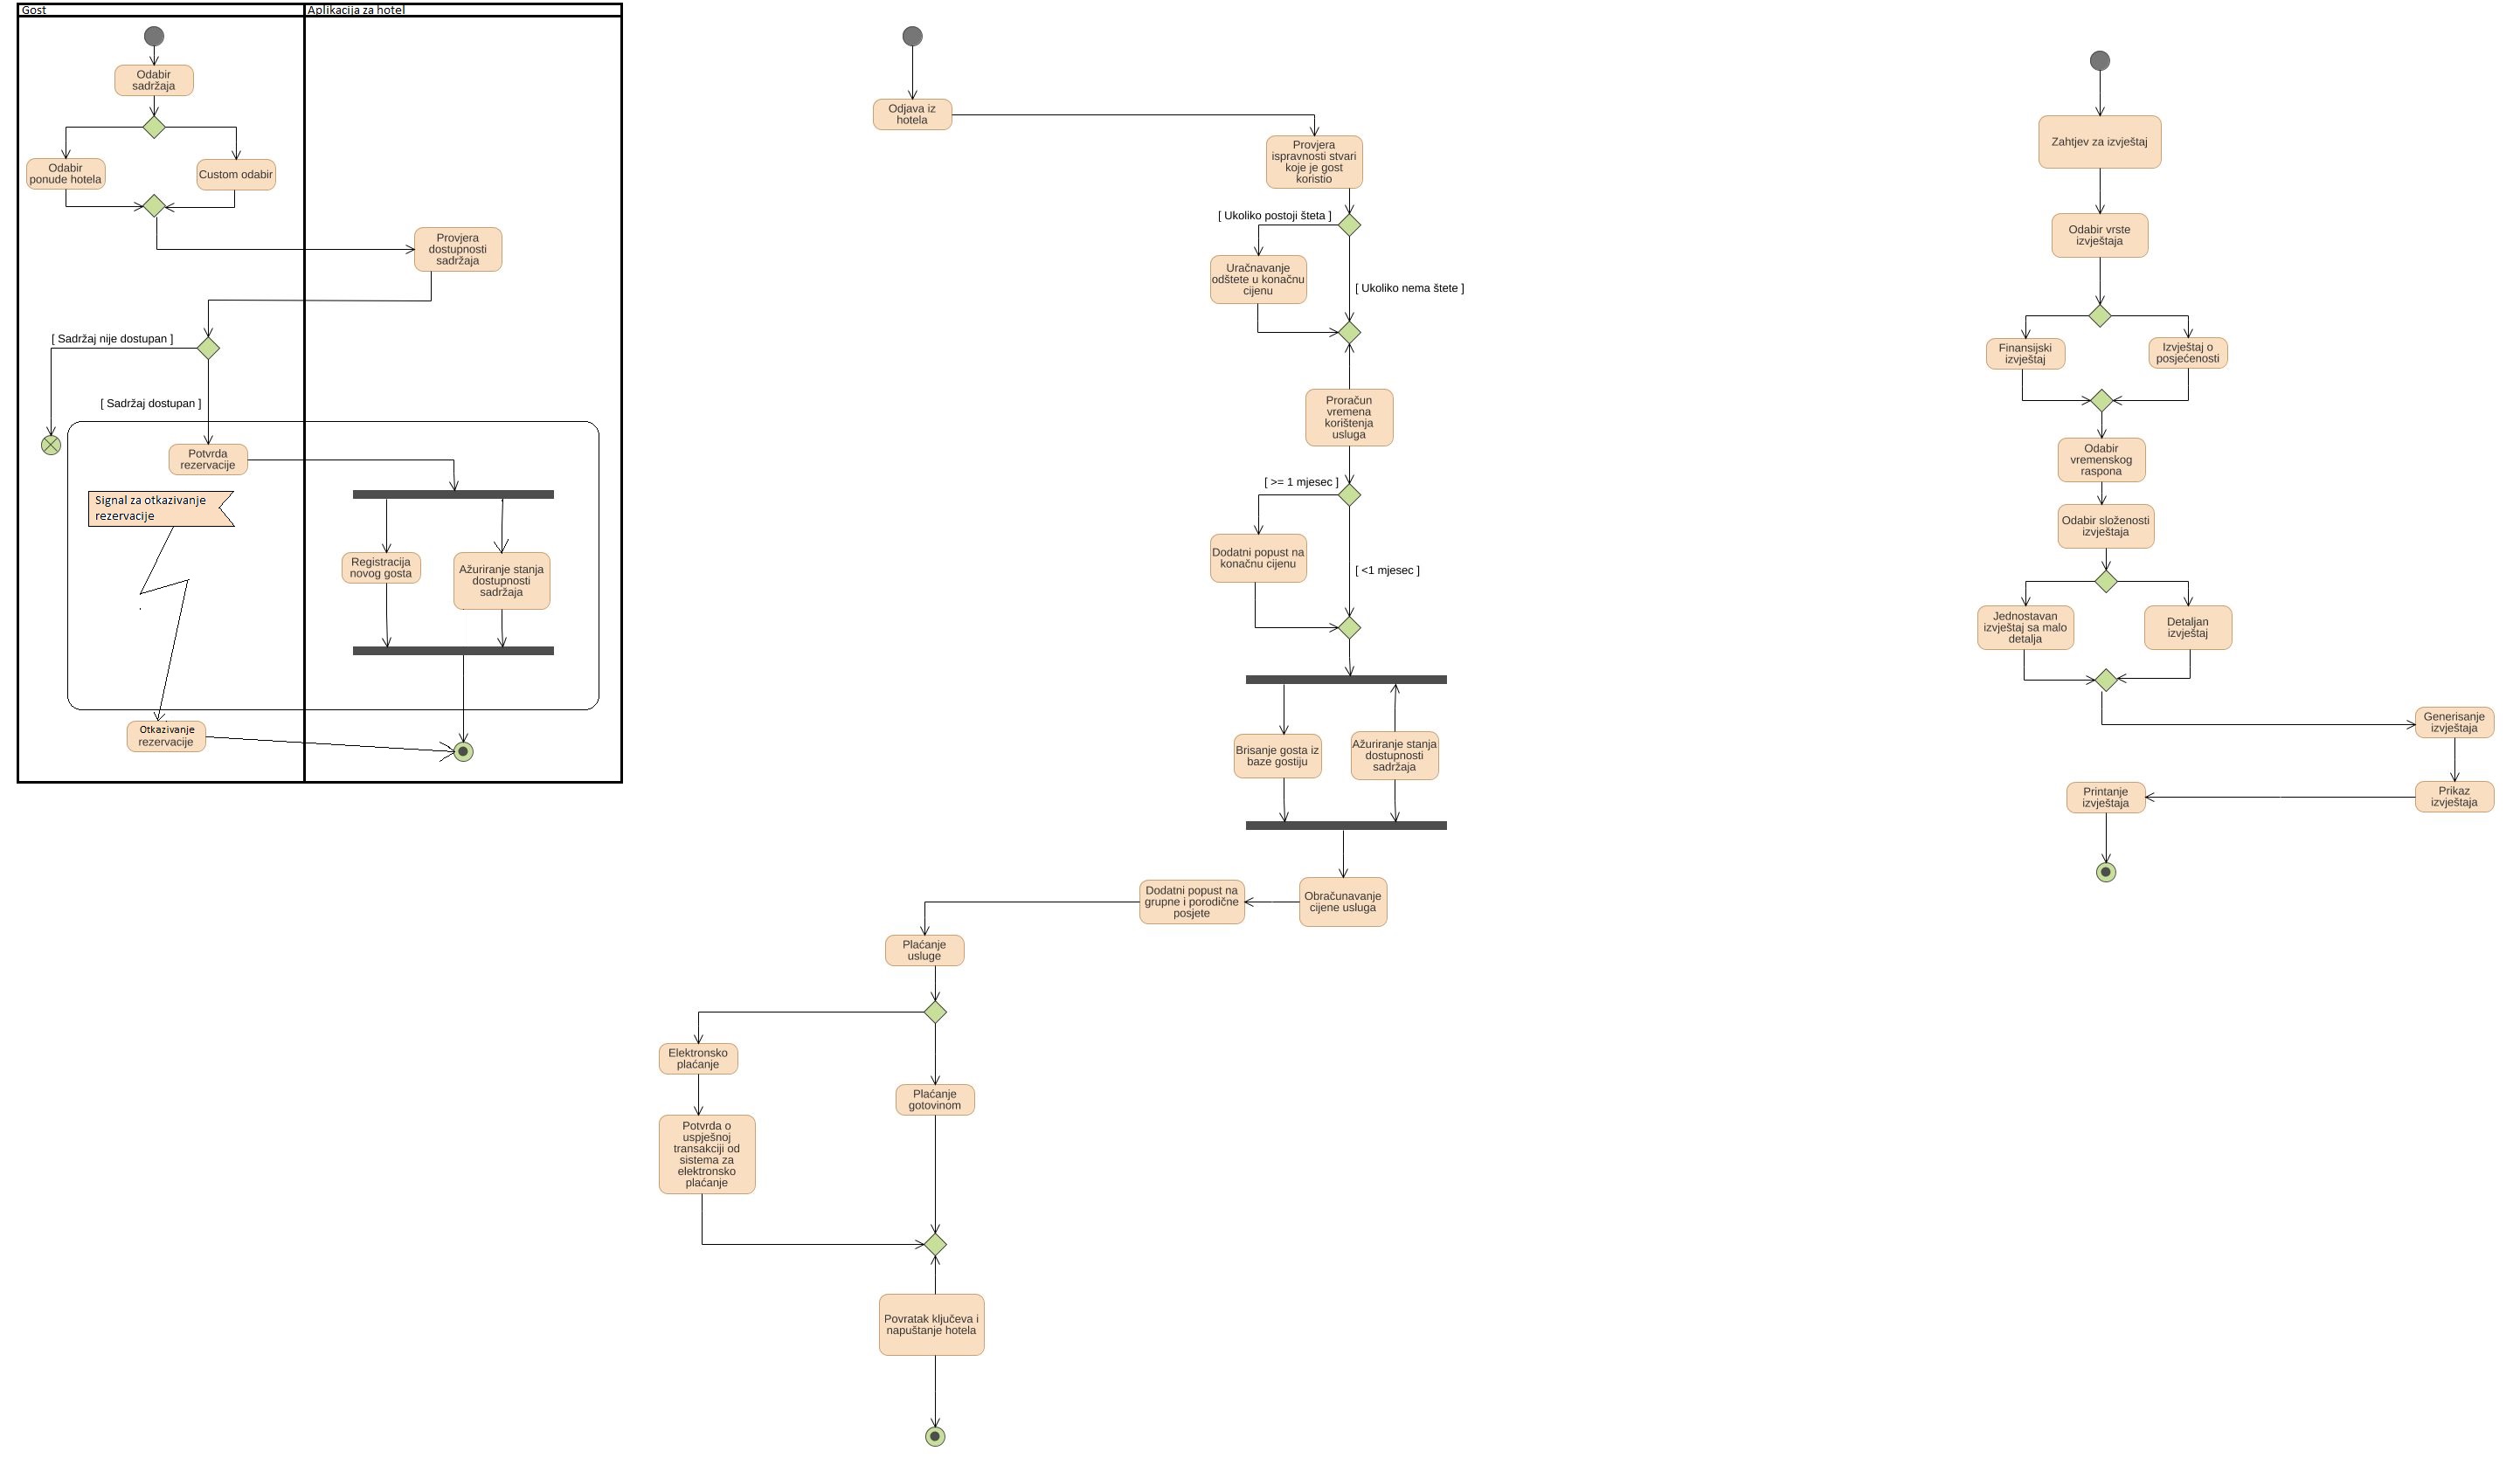 Gost
Aplikacija za hotel
Odabir
sadržaja
Odabir
ponude hotela
Custom odabir
Provjera
dostupnosti
sadržaja
[ Sadržaj nije dostupan ]
[ Sadržaj dostupan ]
Potvrda
rezervacije
Signal za otkazivanje
rezervacije
Registracija
novog gosta
Ažuriranje stanja
dostupnosti
sadržaja
Otkazivanje
rezervacije
Odjava iz
hotela
Provjera
ispravnosti stvari
koje je gost
koristio
[ Ukoliko postoji šteta ]
Uračnavanje
odštete u konačnu
cijenu
[ Ukoliko nema štete ]
Proračun
vremena
korištenja
usluga
[ >= 1 mjesec ]
Dodatni popust na
konačnu cijenu
[ <1 mjesec ]
Brisanje gosta iz
baze gostiju
Ažuriranje stanja
dostupnosti
sadržaja
Obračunavanje
cijene usluga
Dodatni popust na
grupne i porodične
posjete
Plaćanje
usluge
Elektronsko
plaćanje
Plaćanje
gotovinom
Potvrda o
uspješnoj
transakciji od
sistema za
elektronsko
plaćanje
Povratak ključeva i
napuštanje hotela
Zahtjev za izvještaj
Odabir vrste
izvještaja
Finansijski
izvještaj
Izvještaj o
posjećenosti
Odabir
vremenskog
raspona
Odabir složenosti
izvještaja
Jednostavan
izvještaj sa malo
detalja
Detaljan
izvještaj
Generisanje
izvještaja
Prikaz
izvještaja
Printanje
izvještaja